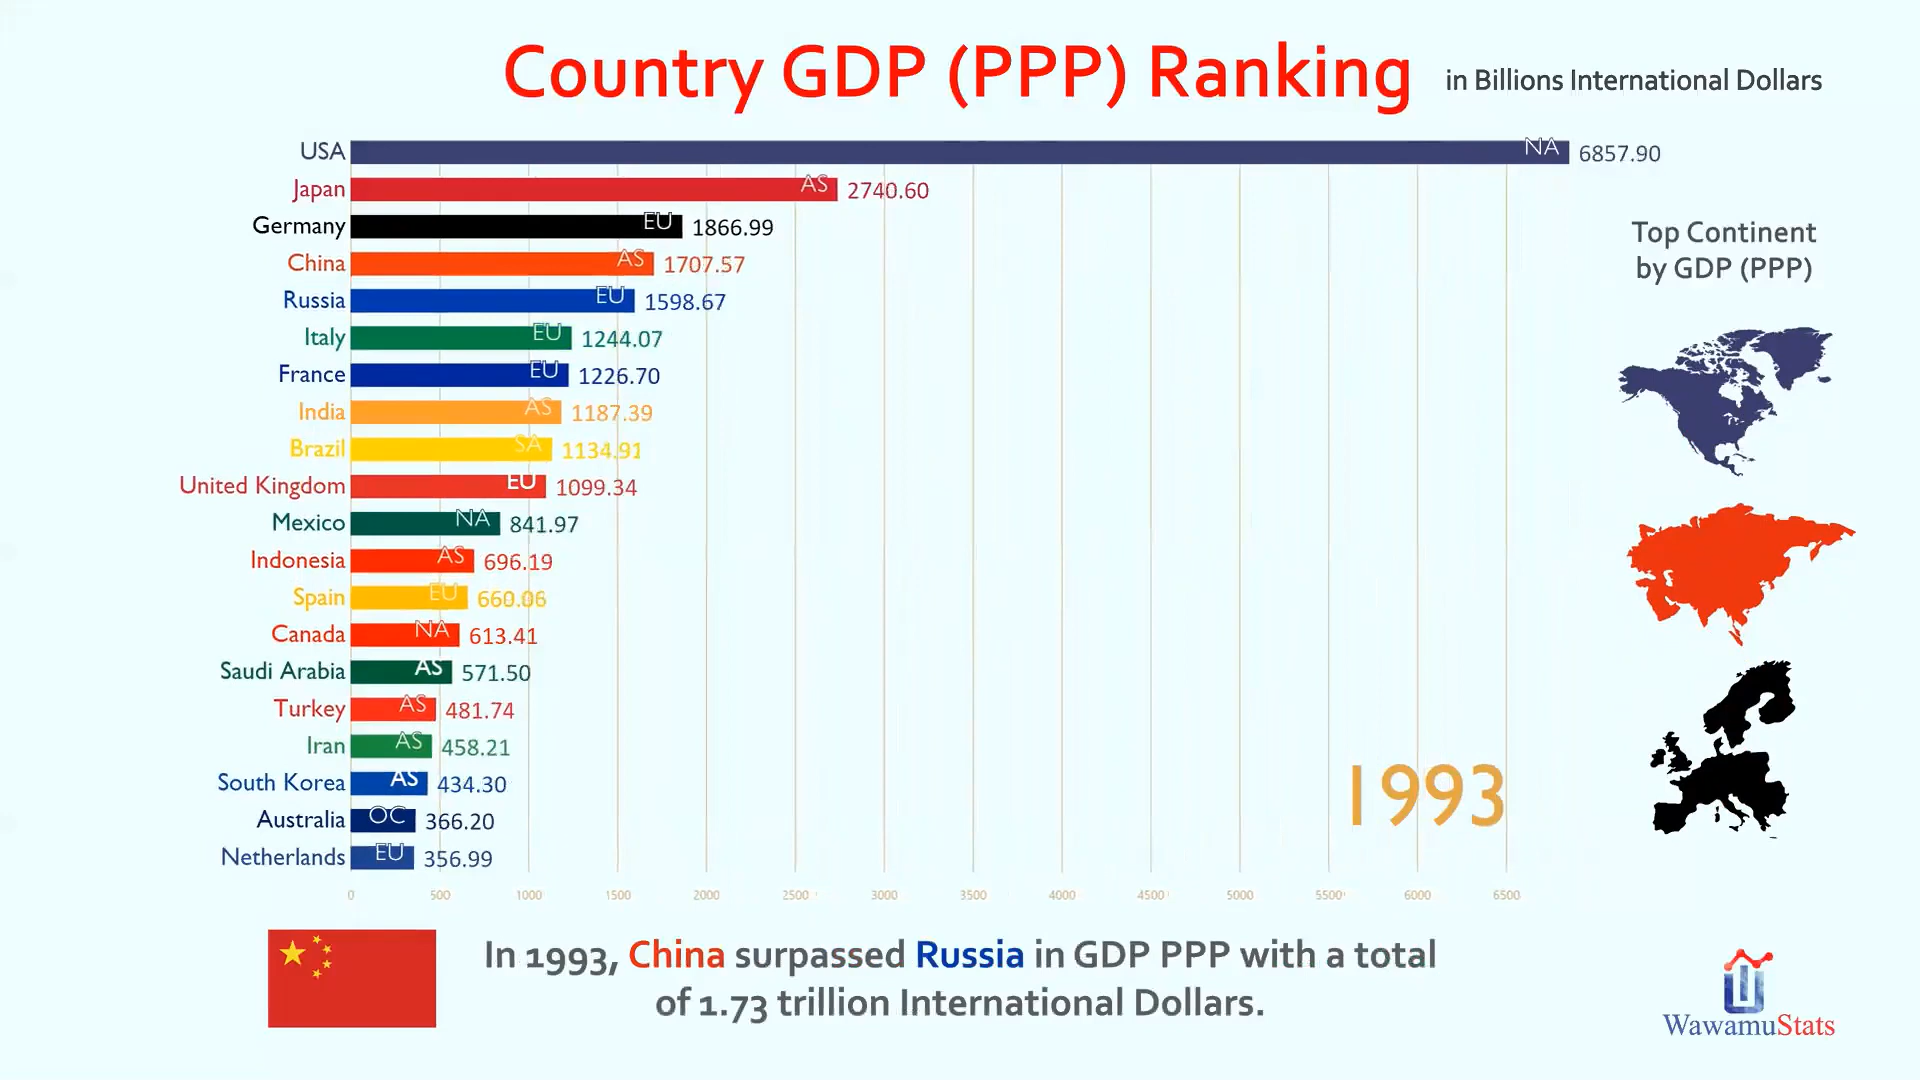 Country GDP (PPP) Ranking in Billions International Dollars
USA NA 6857.90
Japan AS 2740.60
Germany EU 1866.99
China AS 1707.57
Russia EU 1598.67
Italy EU 1244.07
France EU 1226.70
India AS 1187.39
Brazil SA 1134.91
United Kingdom EU 1099.34
Mexico NA 841.97
Indonesia AS 696.19
Spain EU 660.06
Canada NA 613.41
Saudi Arabia AS 571.50
Turkey AS 481.74
Iran AS 458.21
South Korea AS 434.30
Australia OC 366.20
Netherlands EU 356.99
0 500 1000 1500 2000 2500 3000 3500 4000 4500 5000 5500 6000 6500
Top Continent
by GDP (PPP)
1993
In 1993, China surpassed Russia in GDP PPP with a total
of 1.73 trillion International Dollars.
WawamuStats